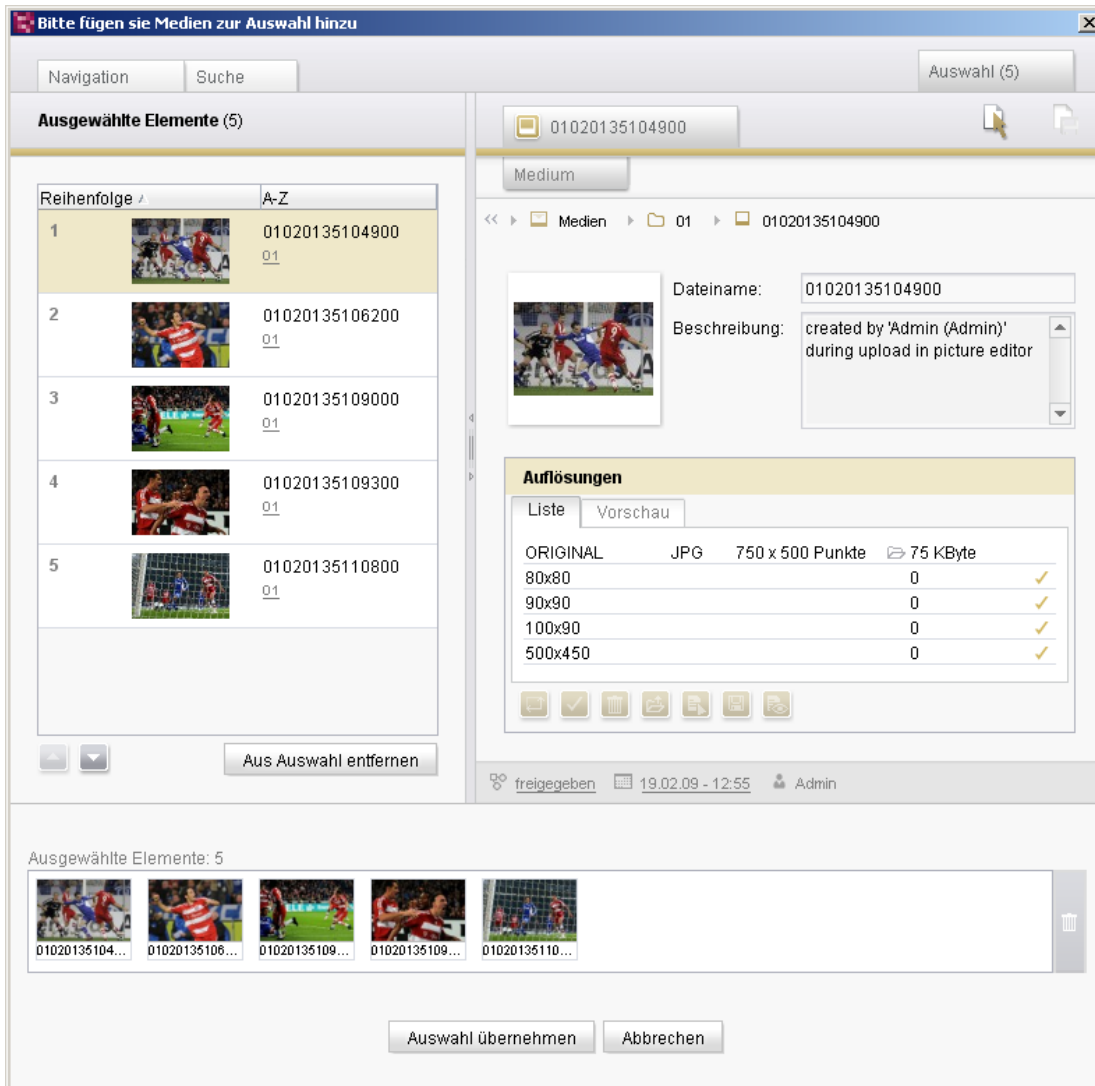 Bitte fügen sie Medien zur Auswahl hinzu
Navigation
Suche
Auswahl (5)
Ausgewählte Elemente (5)
Reihenfolge
A-Z
1
01020135104900
01
2
01020135106200
01
3
01020135109000
01
4
01020135109300
01
5
01020135110800
01
Aus Auswahl entfernen
01020135104900
Medium
Medien
01
01020135104900
Dateiname:
01020135104900
Beschreibung:
created by 'Admin (Admin)'
during upload in picture editor
Auflösungen
Liste
Vorschau
ORIGINAL JPG 750 x 500 Punkte 75 KByte
80x80 0
90x90 0
100x90 0
500x450 0
freigegeben
19.02.09 - 12:55
Admin
Ausgewählte Elemente: 5
01020135104...
01020135106...
01020135109...
01020135109...
01020135110...
Auswahl übernehmen
Abbrechen